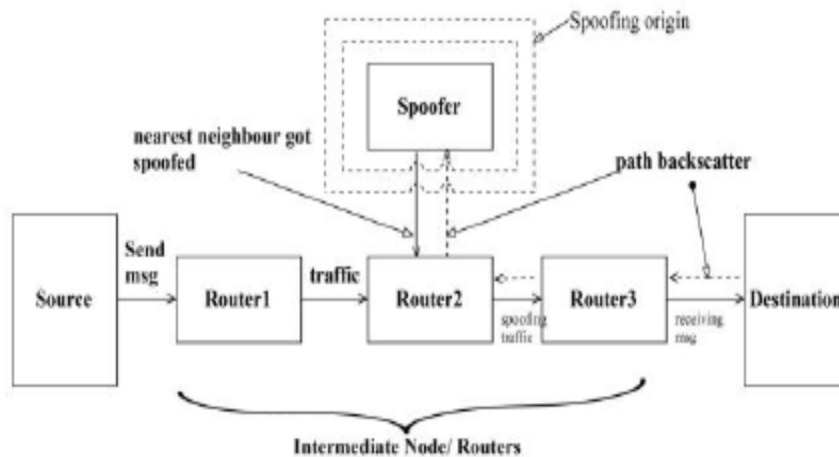 Spoofing origin
Spoofer
nearest neighbour got
spoofed
path backscatter
Send
msg
traffic
Source
Router1
Router2
Router3
Destination
spoofing
traffic
receiving
msg
Intermediate Node/ Routers